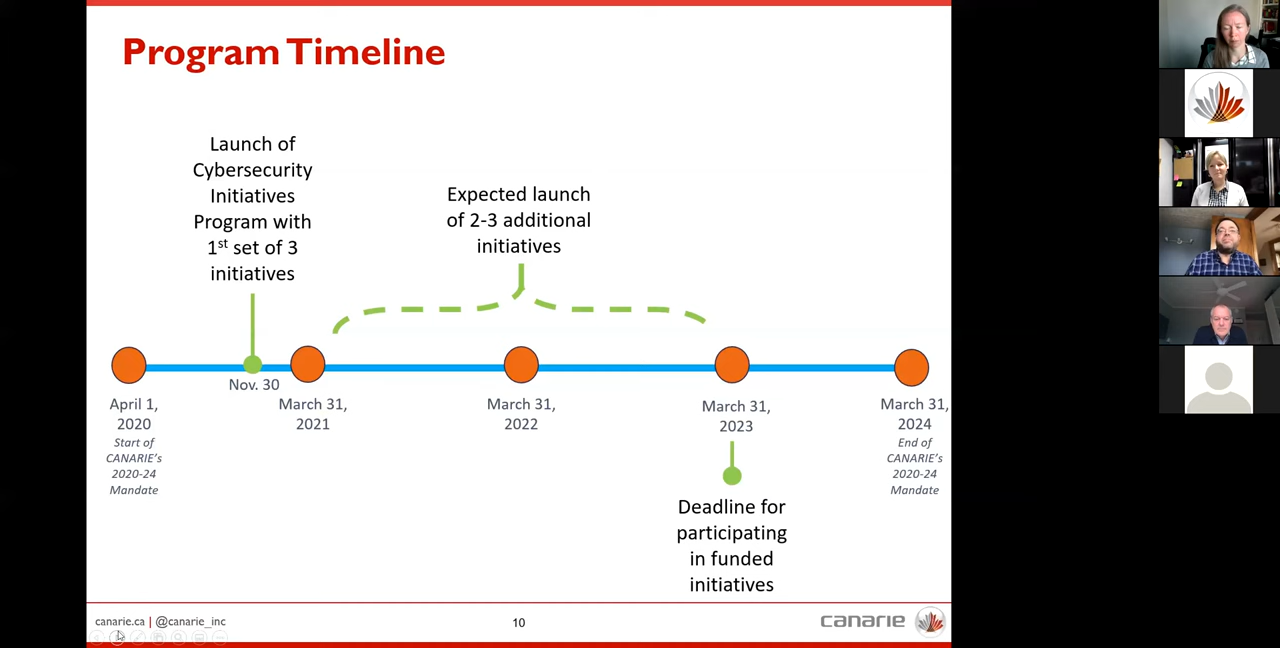 Program Timeline
Launch of
Cybersecurity
Initiatives
Program with
1st set of 3
initiatives
Expected launch
of 2-3 additional
initiatives
Nov. 30
April 1,
2020
Start of
CANARIE's
2020-24
Mandate
March 31,
2021
March 31,
2022
March 31,
2023
March 31,
2024
End of
CANARIE's
2020-24
Mandate
Deadline for
participating
in funded
initiatives
canarie.ca | @canarie_inc
10
canarie